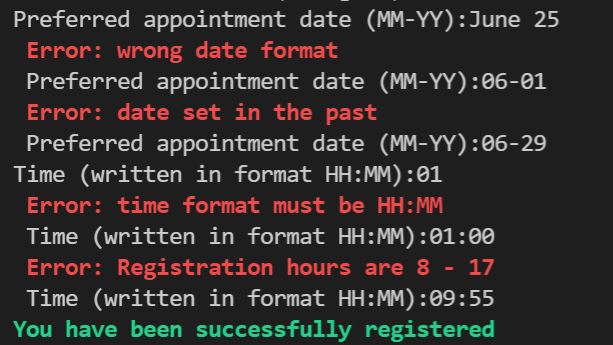 Preferred appointment date (MM-YY):June 25
Error: wrong date format
Preferred appointment date (MM-YY):06-01
Error: date set in the past
Preferred appointment date (MM-YY):06-29
Time (written in format HH:MM):01
Error: time format must be HH:MM
Time (written in format HH:MM):01:00
Error: Registration hours are 8 - 17
Time (written in format HH:MM):09:55
You have been successfully registered